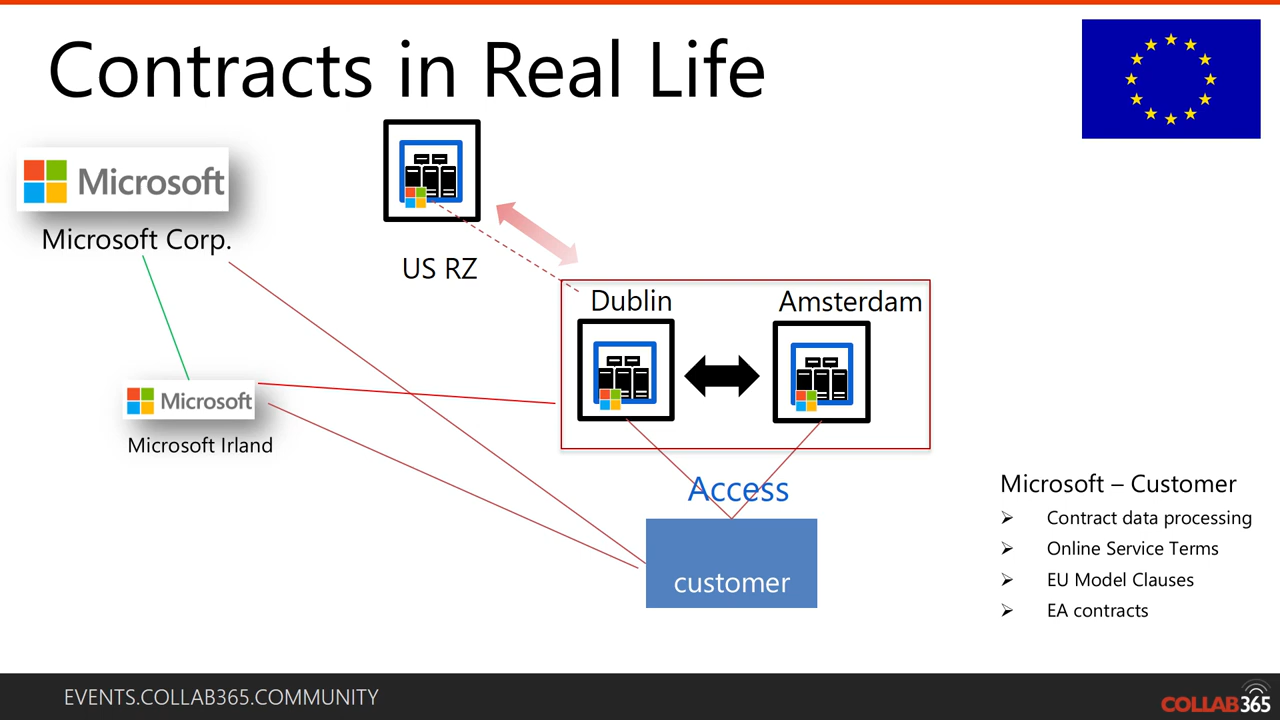 Contracts in Real Life
Microsoft
Microsoft Corp.
US RZ
Dublin
Amsterdam
Microsoft
Microsoft Irland
Access
customer
Microsoft – Customer
Contract data processing
Online Service Terms
EU Model Clauses
EA contracts
EVENTS.COLLAB365.COMMUNITY
COLLAB365